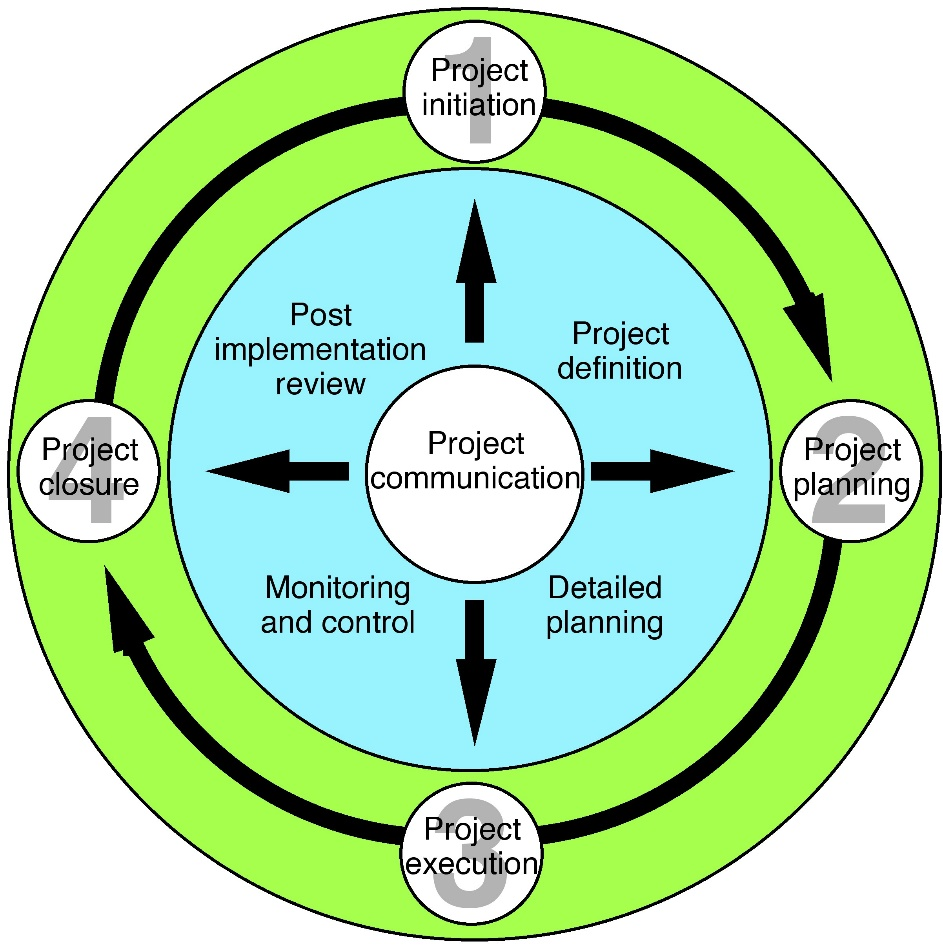 1
Project
initiation
Post
implementation
review
Project
definition
Project
communication
4
Project
closure
2
Project
planning
Monitoring
and control
Detailed
planning
3
Project
execution